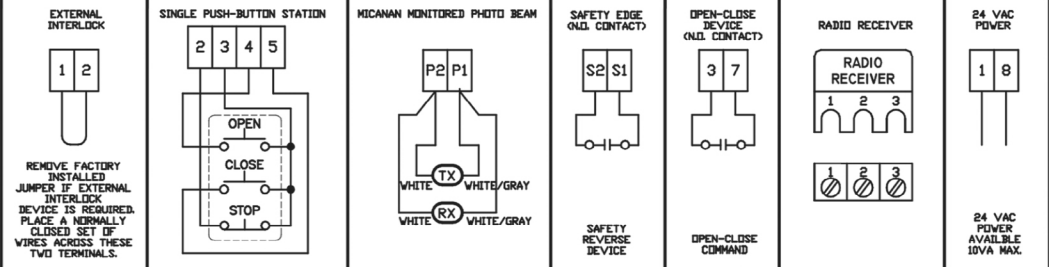 EXTERNAL
INTERLOCK
1 2
REMOVE FACTORY
INSTALLED
JUMPER IF EXTERNAL
INTERLOCK
DEVICE IS REQUIRED.
PLACE A NORMALLY
CLOSED SET OF
WIRES ACROSS THESE
TWO TERMINALS.
SINGLE PUSH-BUTTON STATION
2 3 4 5
OPEN
CLOSE
STOP
MICANAN MONITORED PHOTO BEAM
P2 P1
TX
WHITE WHITE/GRAY
RX
WHITE WHITE/GRAY
SAFETY EDGE
(N.O. CONTACT)
S2 S1
SAFETY
REVERSE
DEVICE
OPEN-CLOSE
DEVICE
(N.O. CONTACT)
3 7
OPEN-CLOSE
COMMAND
RADIO RECEIVER
RADIO
RECEIVER
1 2 3
1 2 3
24 VAC
POWER
1 8
24 VAC
POWER
AVAILBLE
10VA MAX.